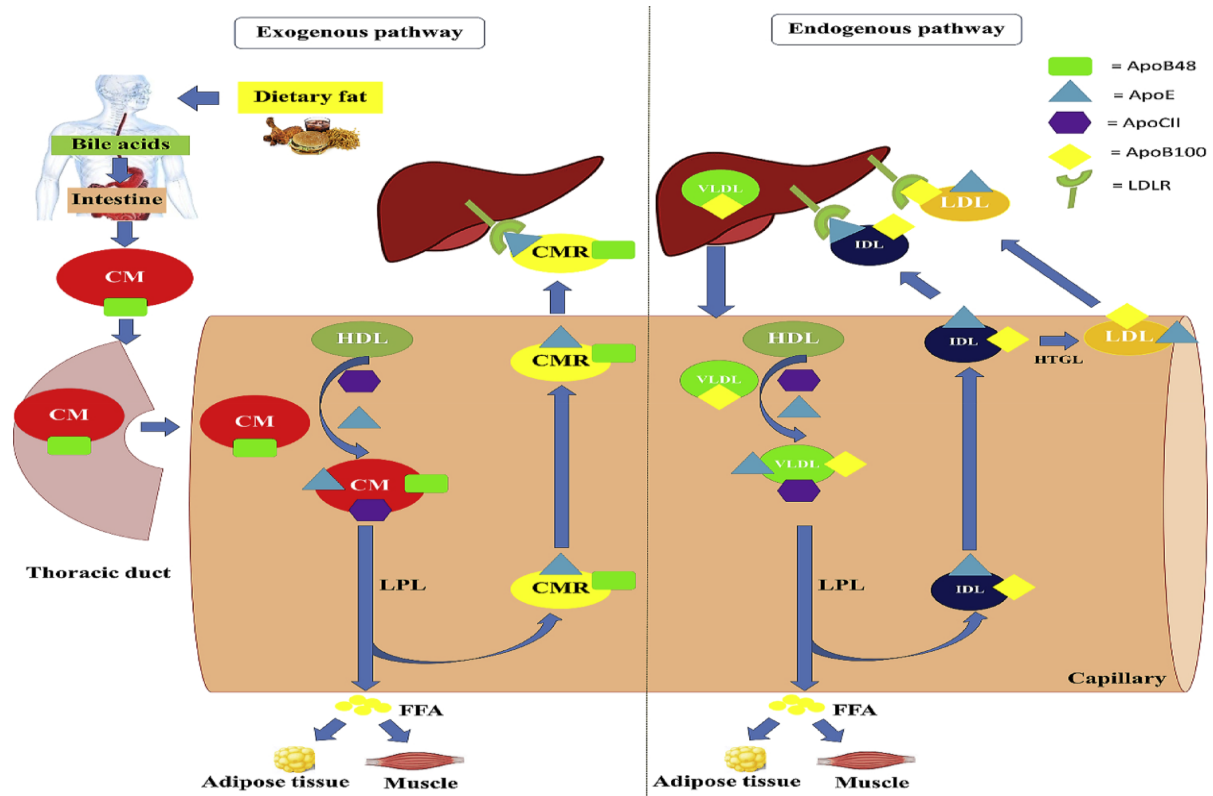 Exogenous pathway
Endogenous pathway
= ApoB48
= ApoE
= ApoCII
= ApoB100
= LDLR
Dietary fat
Bile acids
Intestine
CM
CMR
VLDL
IDL
LDL
CM
Thoracic duct
CM
HDL
CM
LPL
CMR
CMR
FFA
Adipose tissue
Muscle
HDL
VLDL
VLDL
LPL
IDL
HTGL
LDL
IDL
Capillary
FFA
Adipose tissue
Muscle